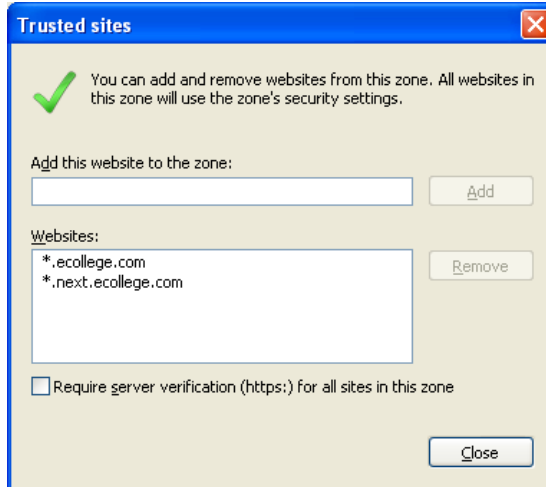 Trusted sites
You can add and remove websites from this zone. All websites in
this zone will use the zone's security settings.
Add this website to the zone:
Add
Websites:
*.ecollege.com
*.next.ecollege.com
Remove
Require server verification (https:) for all sites in this zone
Close